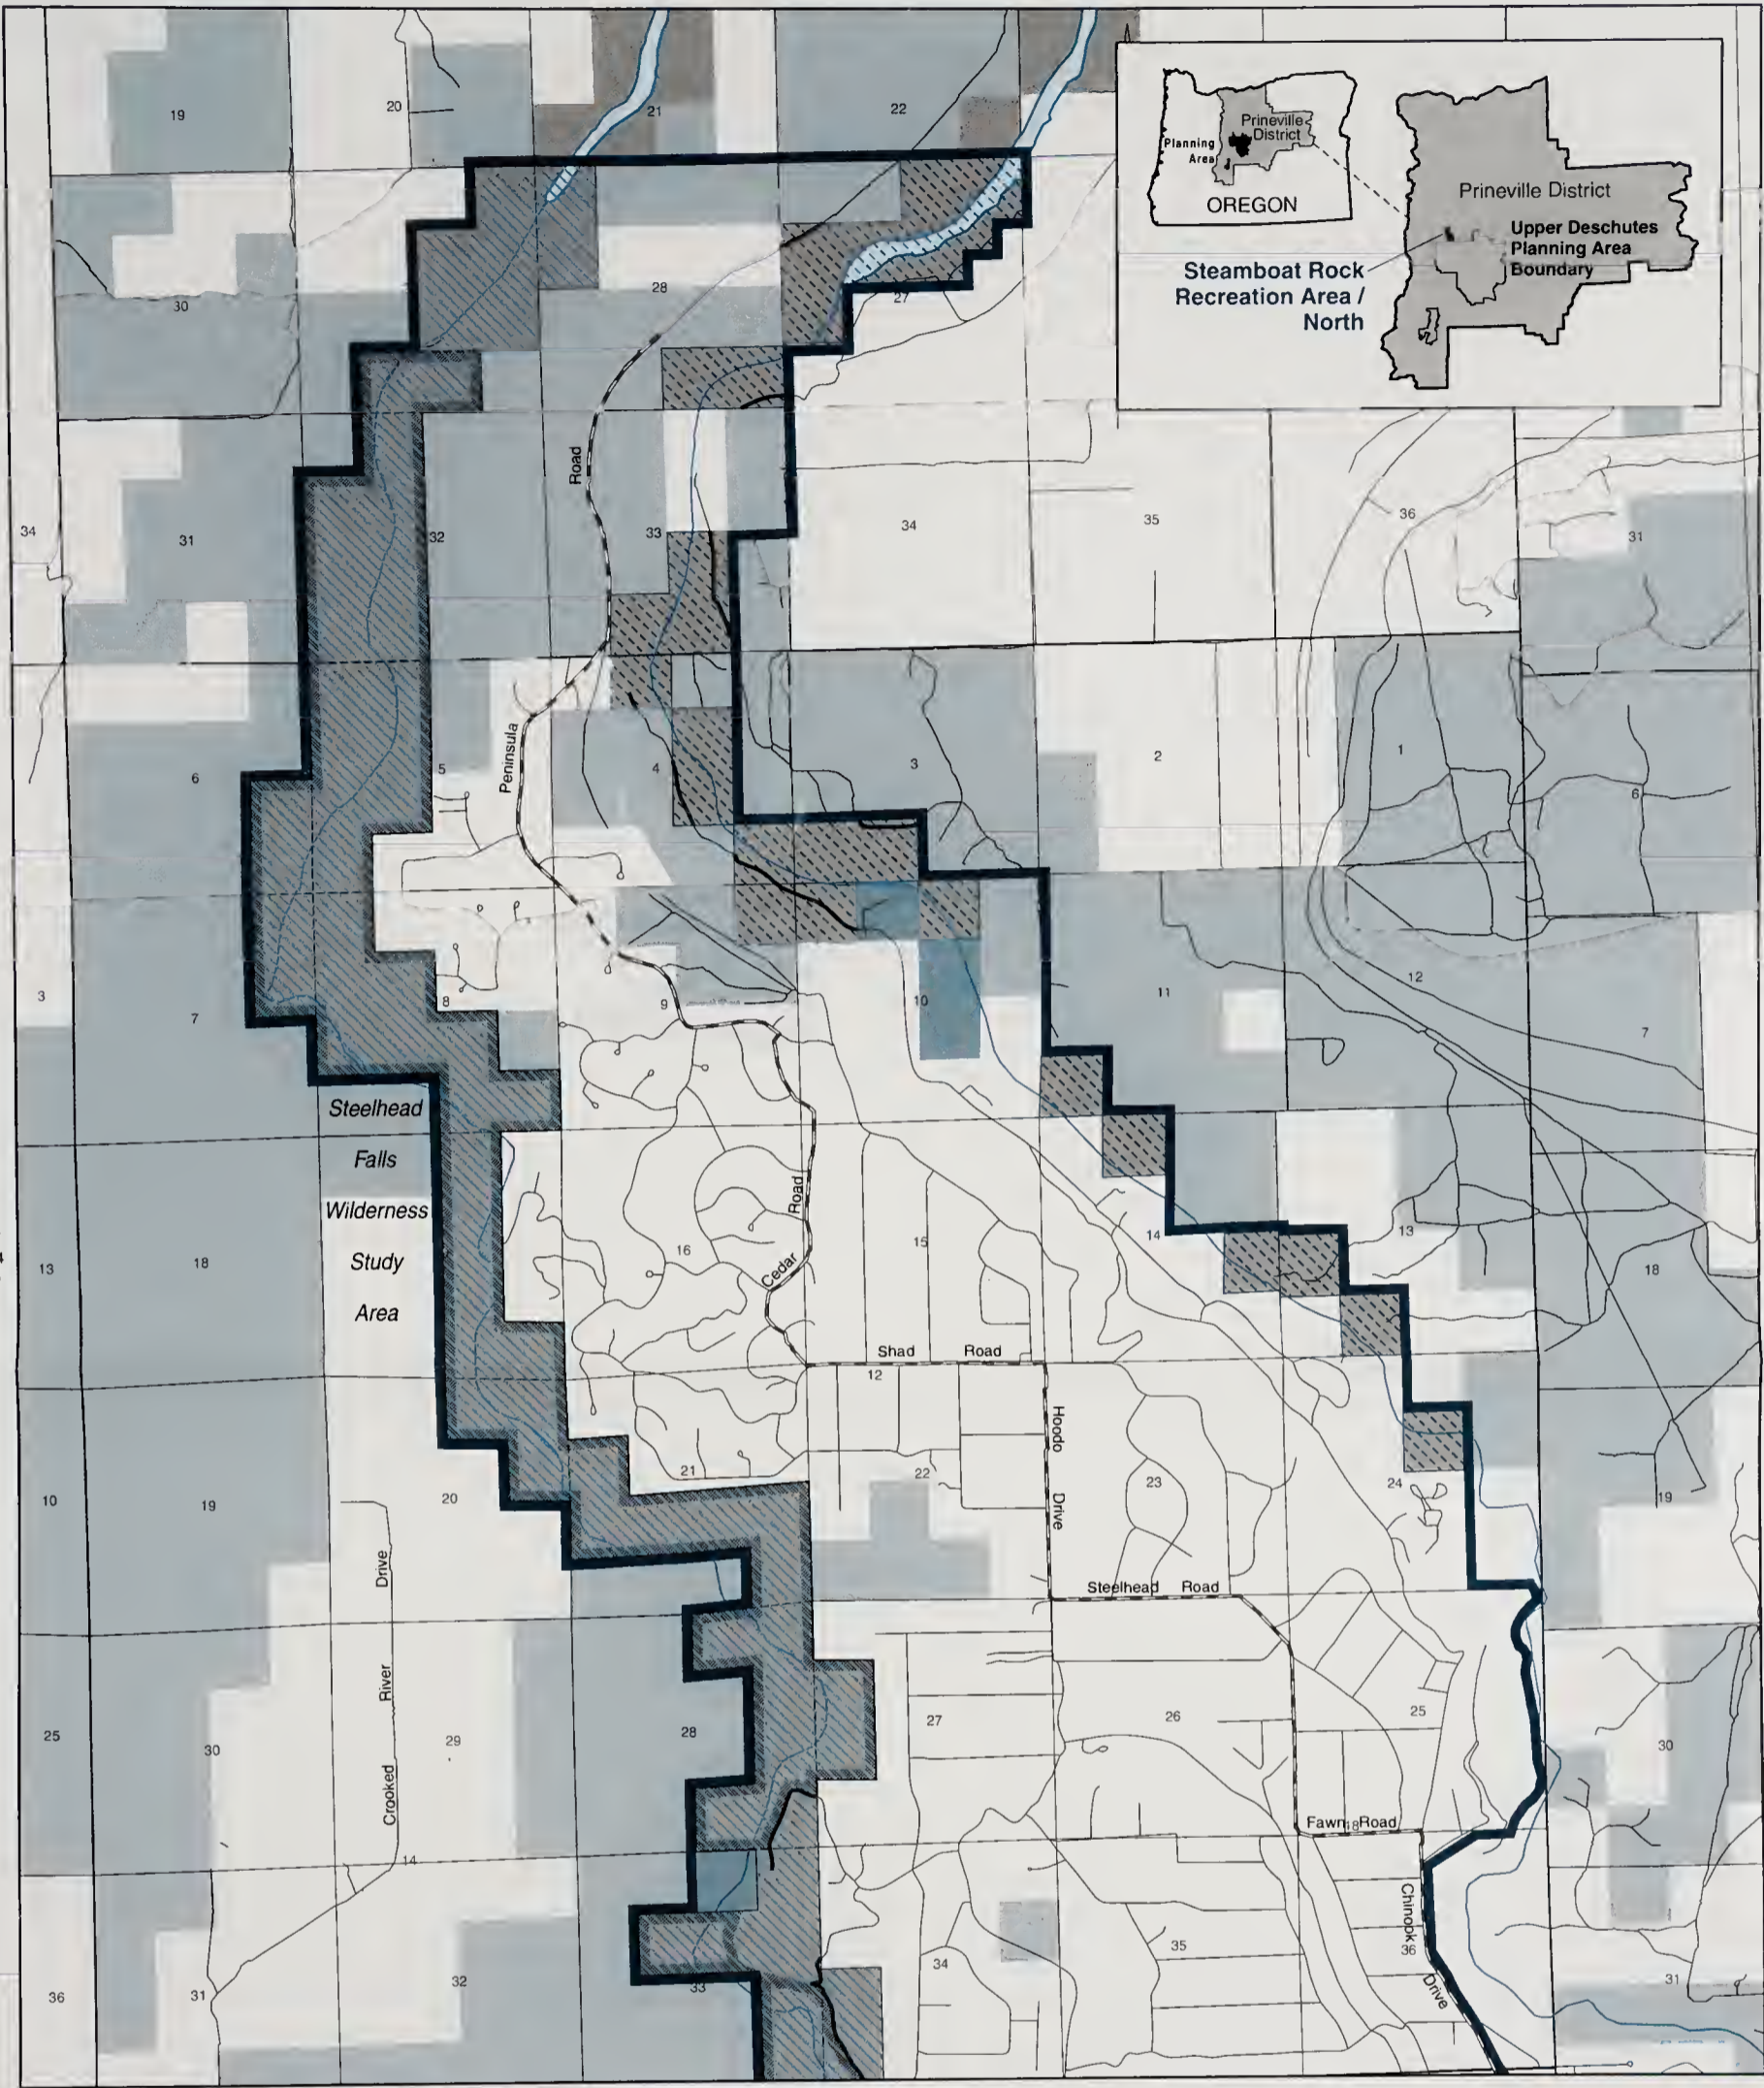 19
20
21
22
Prineville
District
Planning
Area
OREGON
Prineville District
Upper Deschutes
Planning Area
Boundary
Steamboat Rock
Recreation Area /
North
30
28
27
Road
34
31
32
33
34
35
36
31
6
5
Peninsula
4
3
2
1
6
3
7
8
9
10
11
12
7
Steelhead
Falls
Wilderness
Study
Area
13
18
16
Cedar
Road
15
14
13
18
Shad Road
12
Hoodo
Drive
10
19
20
21
22
23
24
19
Drive
Steelhead Road
25
30
River
29
28
27
26
25
30
Crooked
14
Fawn Road
18
36
31
32
33
34
35
Chinook
36
Drive
31